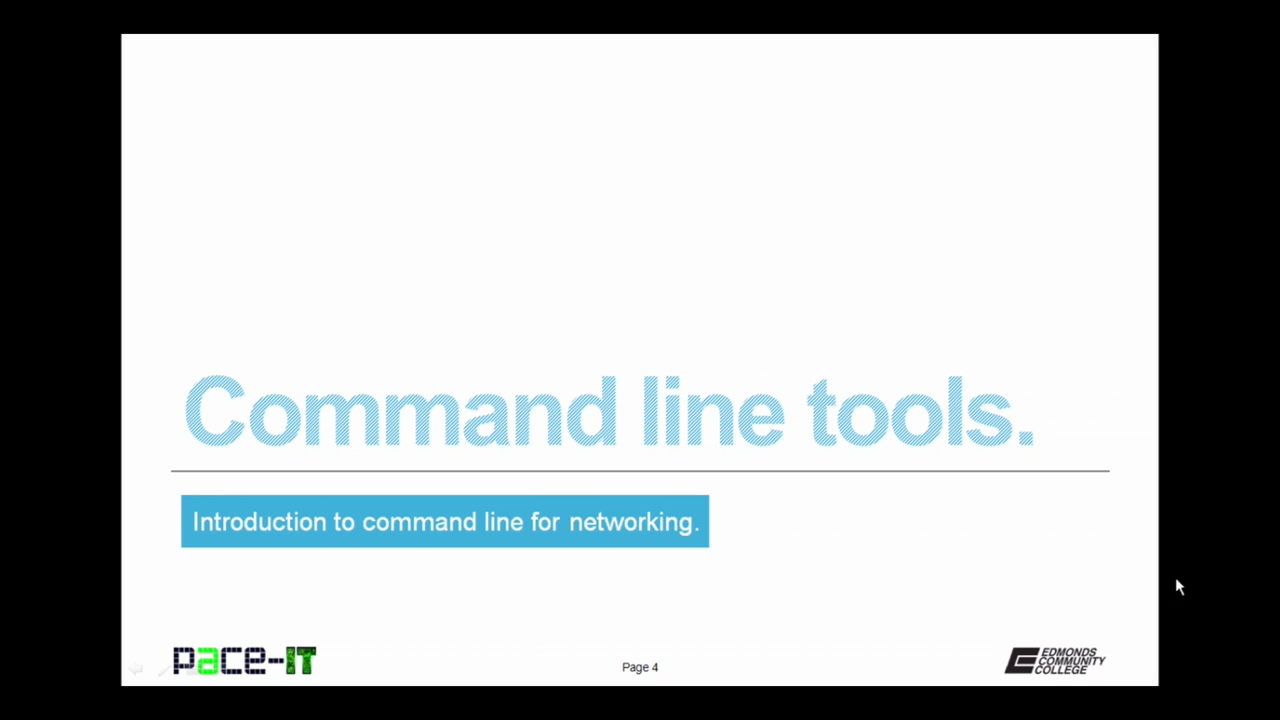 Command line tools.
Introduction to command line for networking.
pace-IT
Page 4
EDMONDS
COMMUNITY
COLLEGE